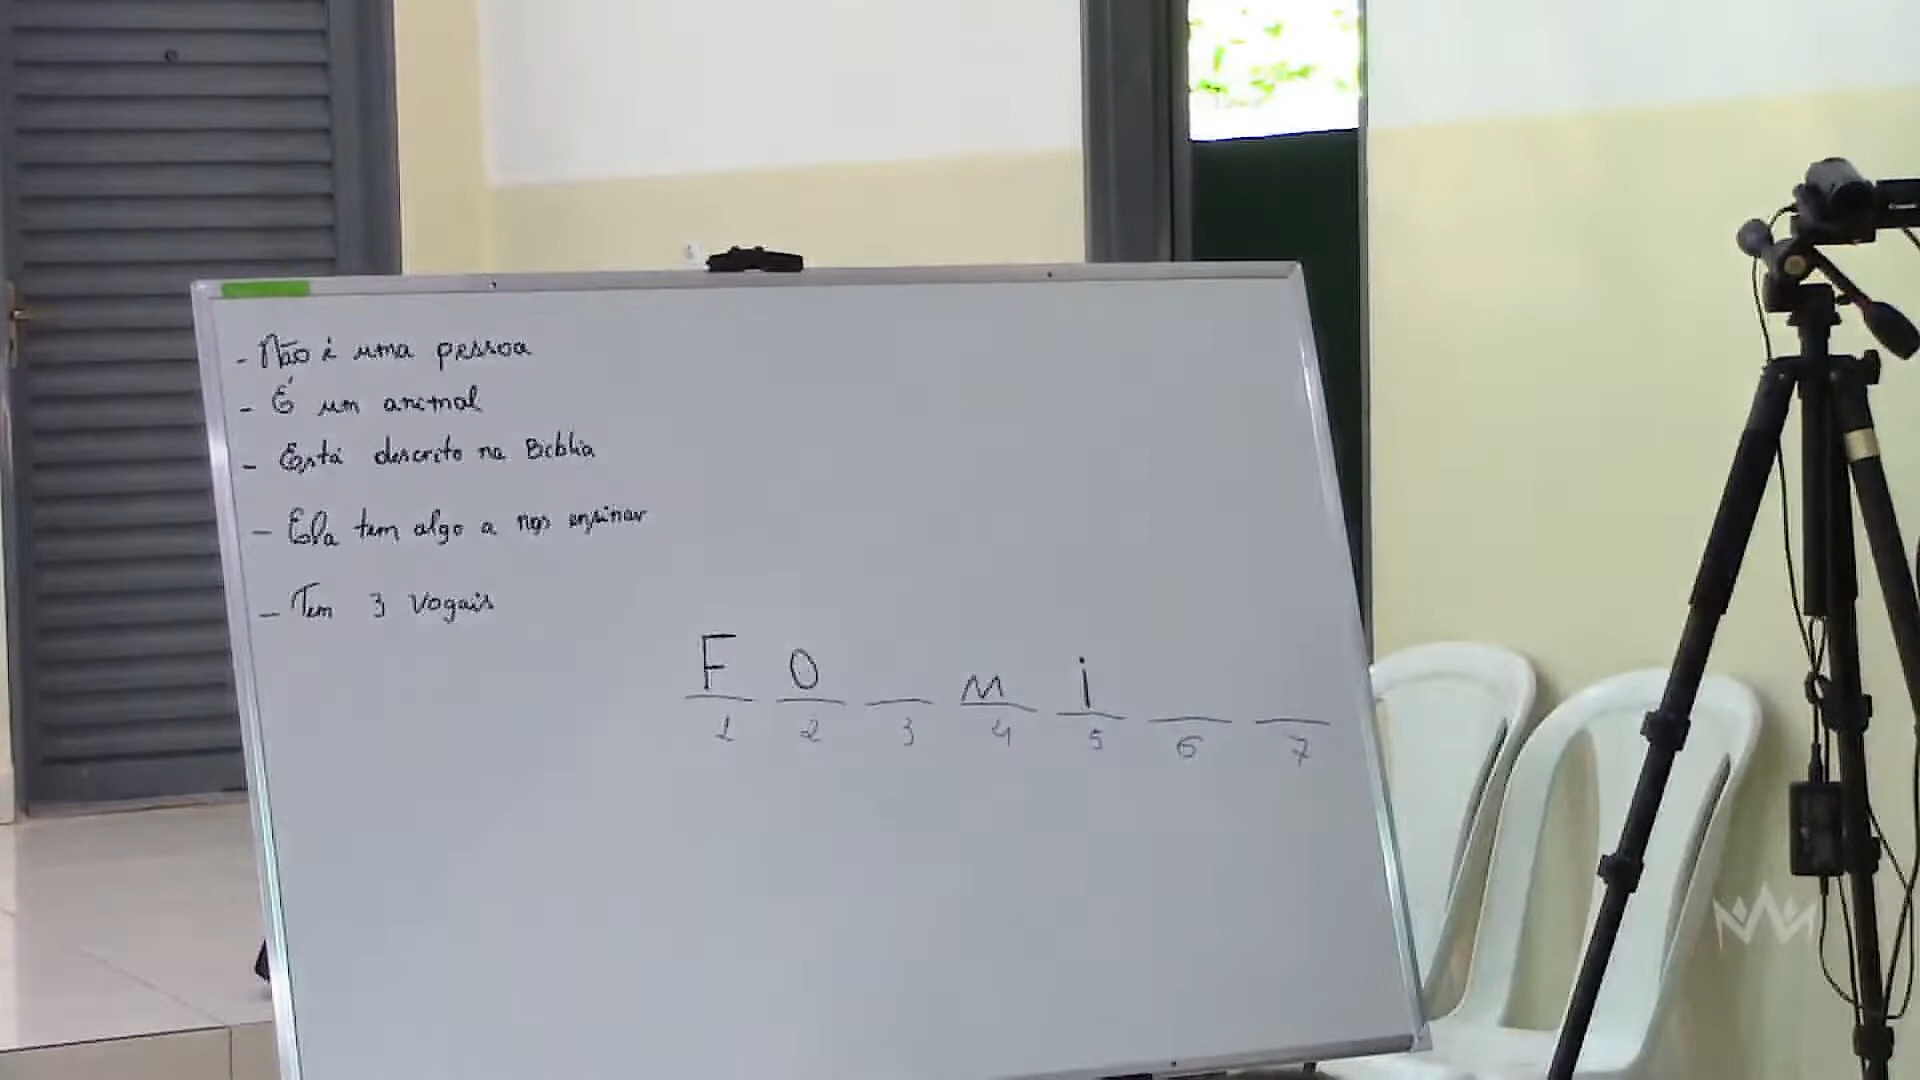 - Não é uma pessoa
- É um animal
- Está descrito na Bíblia
- Ela tem algo a nos ensinar
- Tem 3 vogais
F O _ M i _ _
1 2 3 4 5 6 7